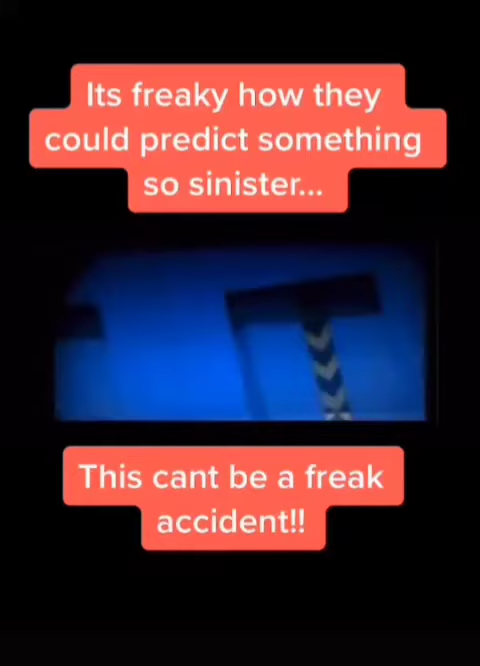 Its freaky how they
could predict something
so sinister...
This cant be a freak
accident!!